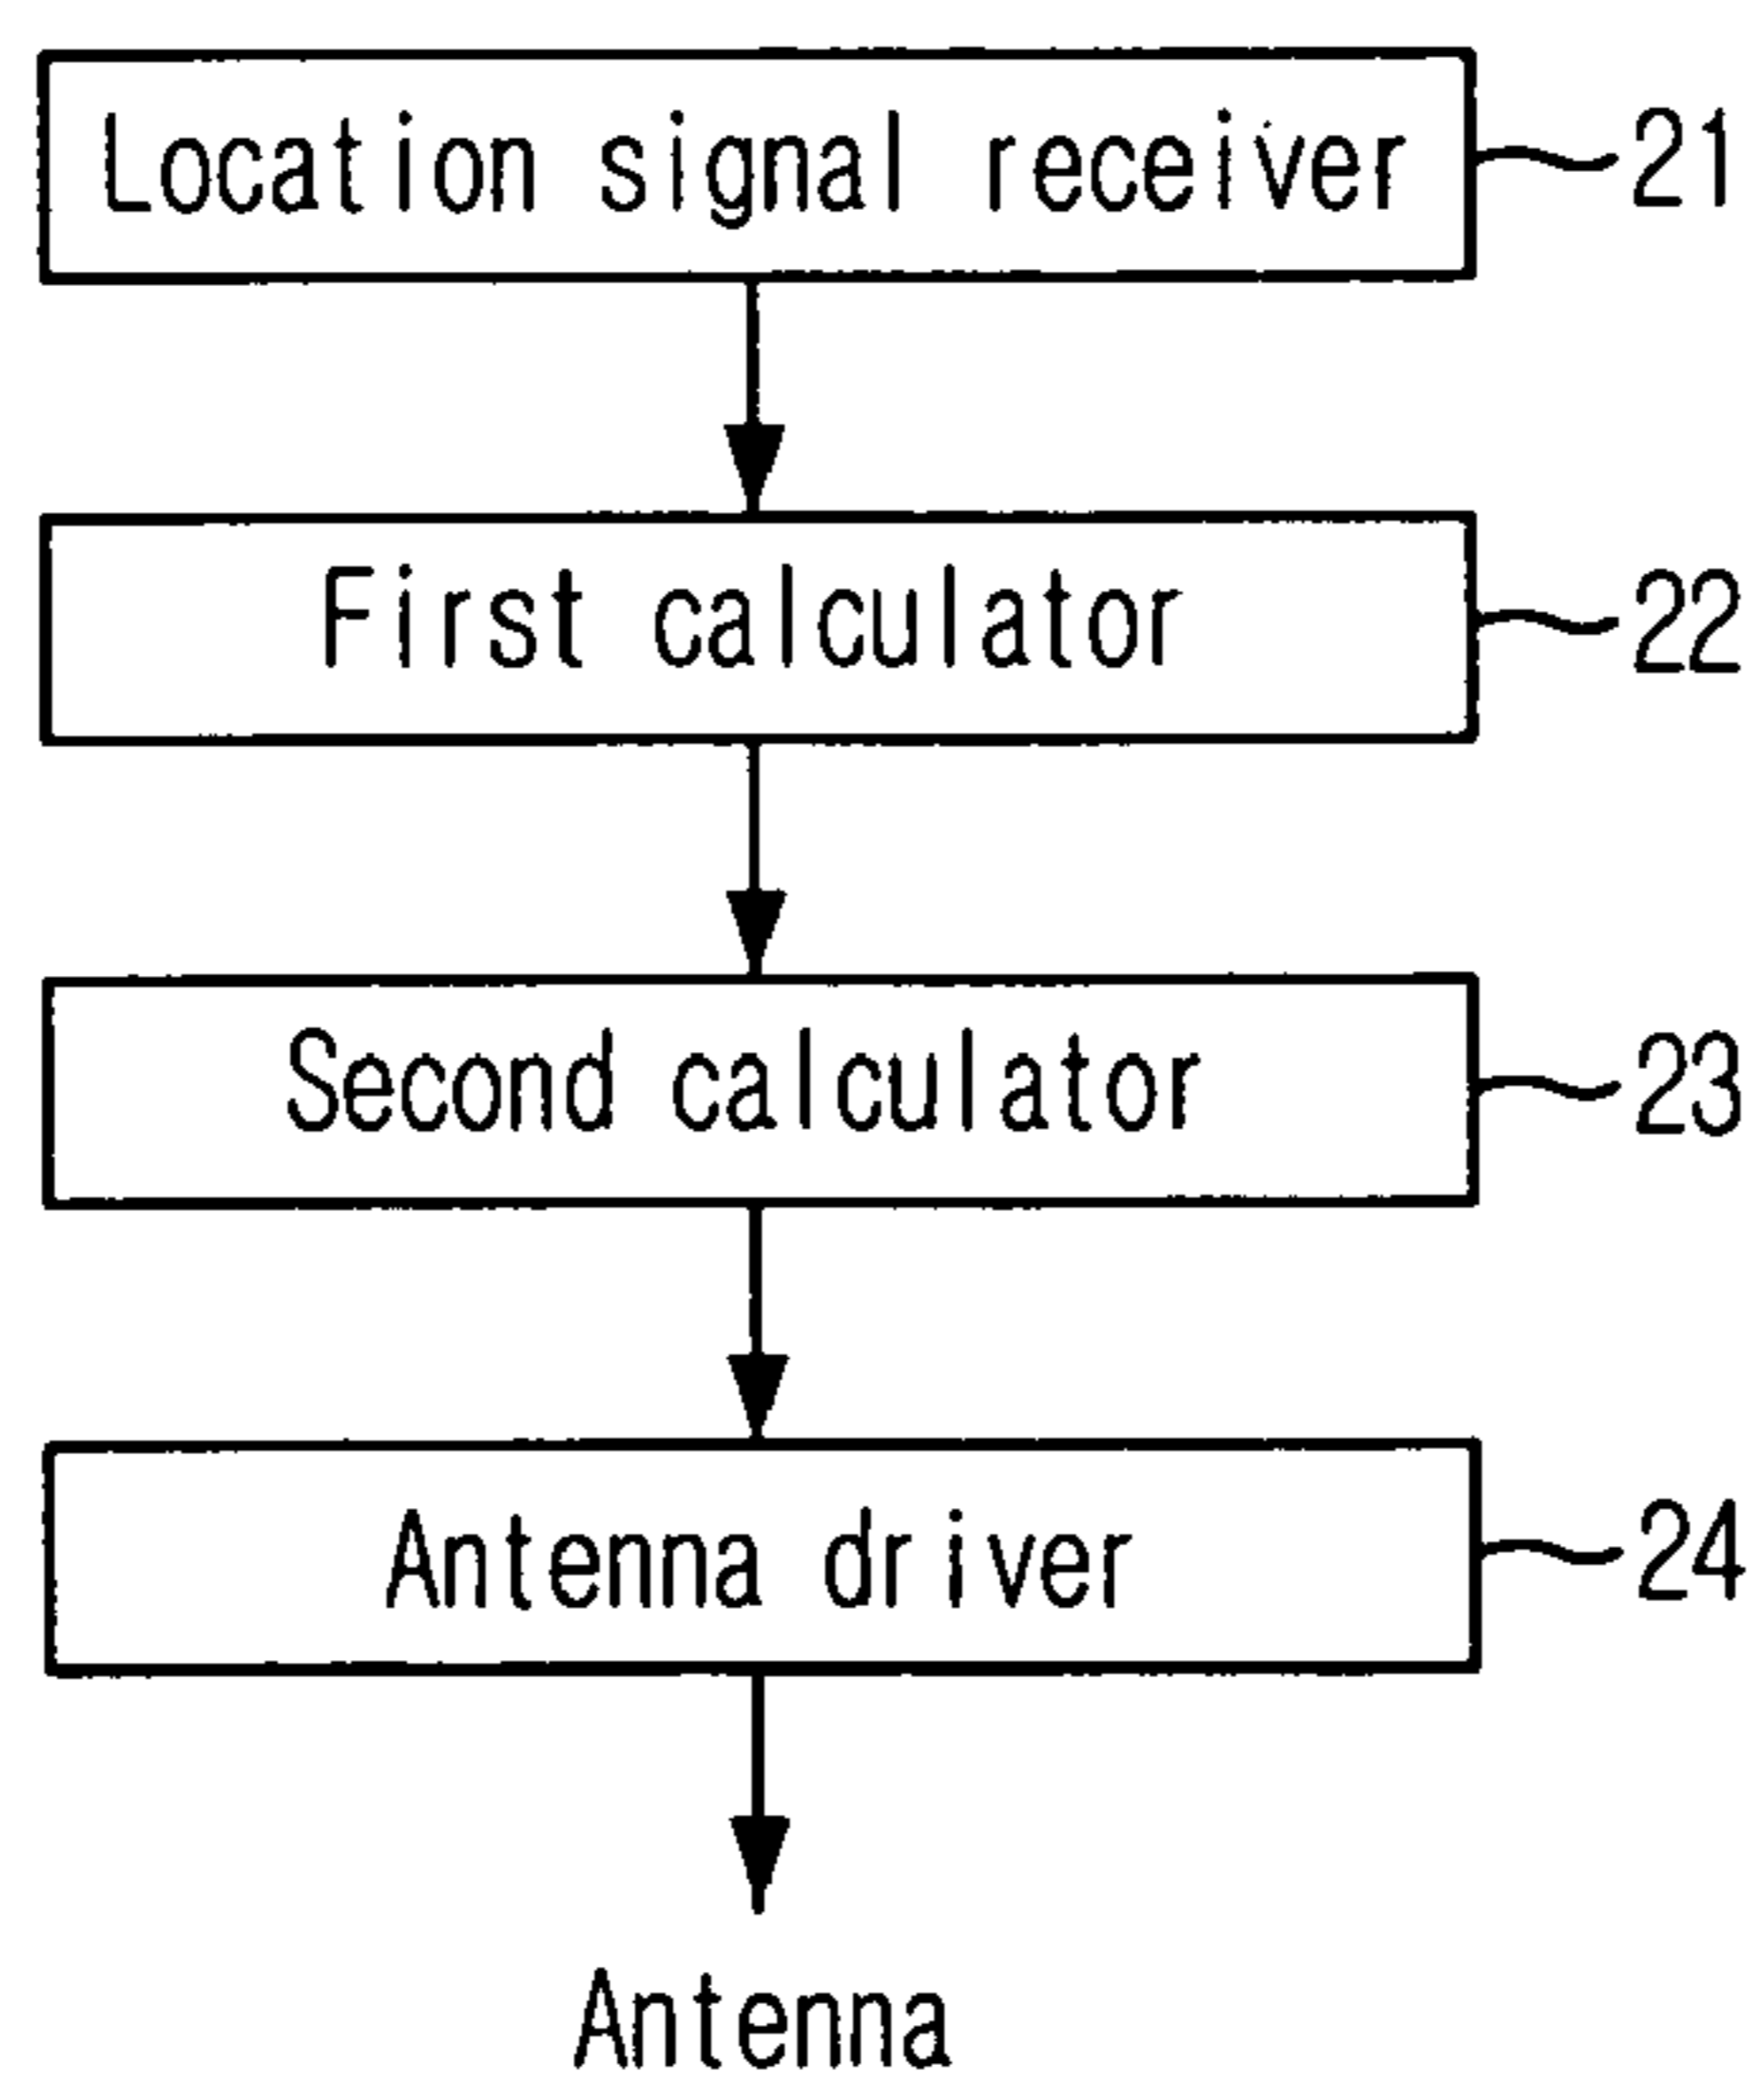 Location signal receiver 21
First calculator 22
Second calculator 23
Antenna driver 24
Antenna